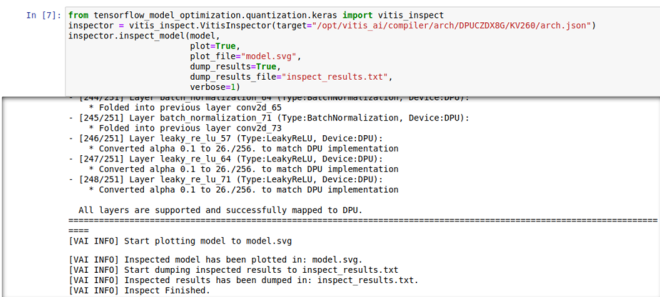 In [7]: from tensorflow_model_optimization.quantization.keras import vitis_inspect
inspector = vitis_inspect.VitisInspector(target="/opt/vitis_ai/compiler/arch/DPUCZDX8G/KV260/arch.json")
inspector.inspect_model(model,
plot=True,
plot_file="model.svg",
dump_results=True,
dump_results_file="inspect_results.txt",
verbose=1)
- [244/251] Layer batch_normalization_64 (Type:BatchNormalization, Device:DPU):
* Folded into previous layer conv2d_65
- [245/251] Layer batch_normalization_71 (Type:BatchNormalization, Device:DPU):
* Folded into previous layer conv2d_73
- [246/251] Layer leaky_re_lu_57 (Type:LeakyReLU, Device:DPU):
* Converted alpha 0.1 to 26./256. to match DPU implementation
- [247/251] Layer leaky_re_lu_64 (Type:LeakyReLU, Device:DPU):
* Converted alpha 0.1 to 26./256. to match DPU implementation
- [248/251] Layer leaky_re_lu_71 (Type:LeakyReLU, Device:DPU):
* Converted alpha 0.1 to 26./256. to match DPU implementation
All layers are supported and successfully mapped to DPU.
====================================================================================================================
====
[VAI INFO] Start plotting model to model.svg
[VAI INFO] Inspected model has been plotted in: model.svg.
[VAI INFO] Start dumping inspected results to inspect_results.txt
[VAI INFO] Inspected results has been dumped in: inspect_results.txt.
[VAI INFO] Inspect Finished.